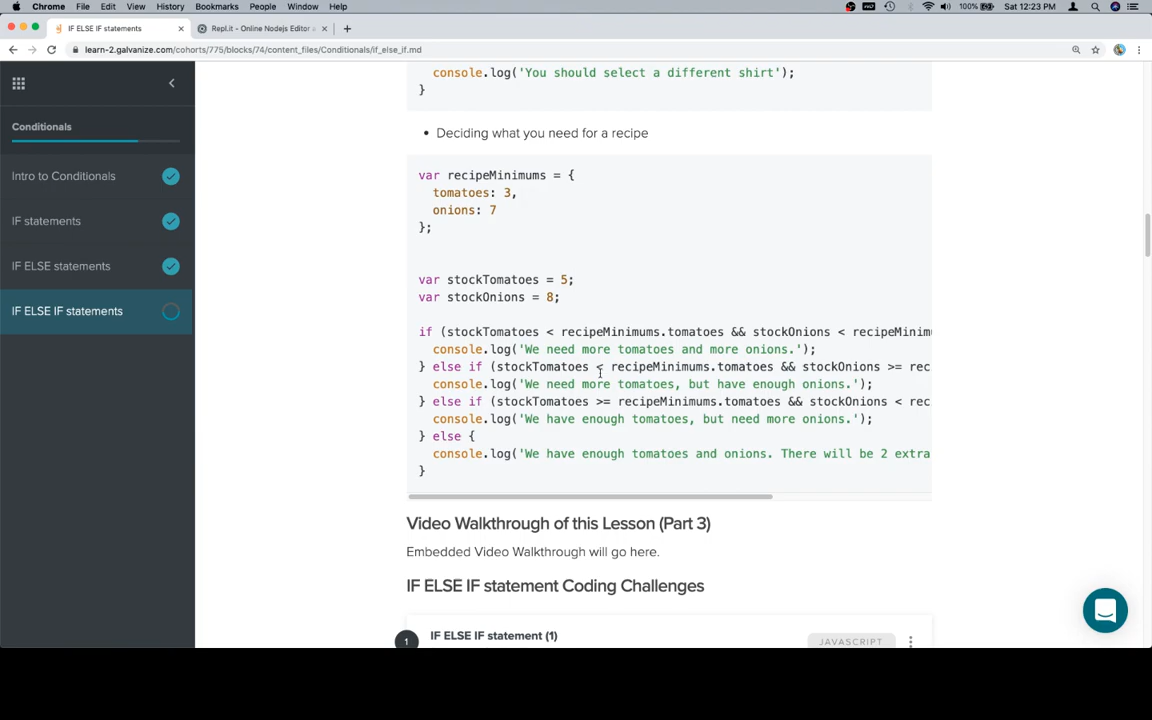 Chrome File Edit View History Bookmarks People Window Help
100% Sat 12:23 PM
IF ELSE IF statements
Repl.it - Online Nodejs Editor
learn-2.galvanize.com/cohorts/775/blocks/74/content_files/Conditionals/if_else_if.md
Conditionals
Intro to Conditionals
IF statements
IF ELSE statements
IF ELSE IF statements
console.log('You should select a different shirt');
}
• Deciding what you need for a recipe
var recipeMinimums = {
tomatoes: 3,
onions: 7
};
var stockTomatoes = 5;
var stockOnions = 8;
if (stockTomatoes < recipeMinimums.tomatoes && stockOnions < recipeMinim
console.log('We need more tomatoes and more onions.');
} else if (stockTomatoes < recipeMinimums.tomatoes && stockOnions >= rec
console.log('We need more tomatoes, but have enough onions.');
} else if (stockTomatoes >= recipeMinimums.tomatoes && stockOnions < rec
console.log('We have enough tomatoes, but need more onions.');
} else {
console.log('We have enough tomatoes and onions. There will be 2 extra
}
Video Walkthrough of this Lesson (Part 3)
Embedded Video Walkthrough will go here.
IF ELSE IF statement Coding Challenges
1 IF ELSE IF statement (1)
JAVASCRIPT